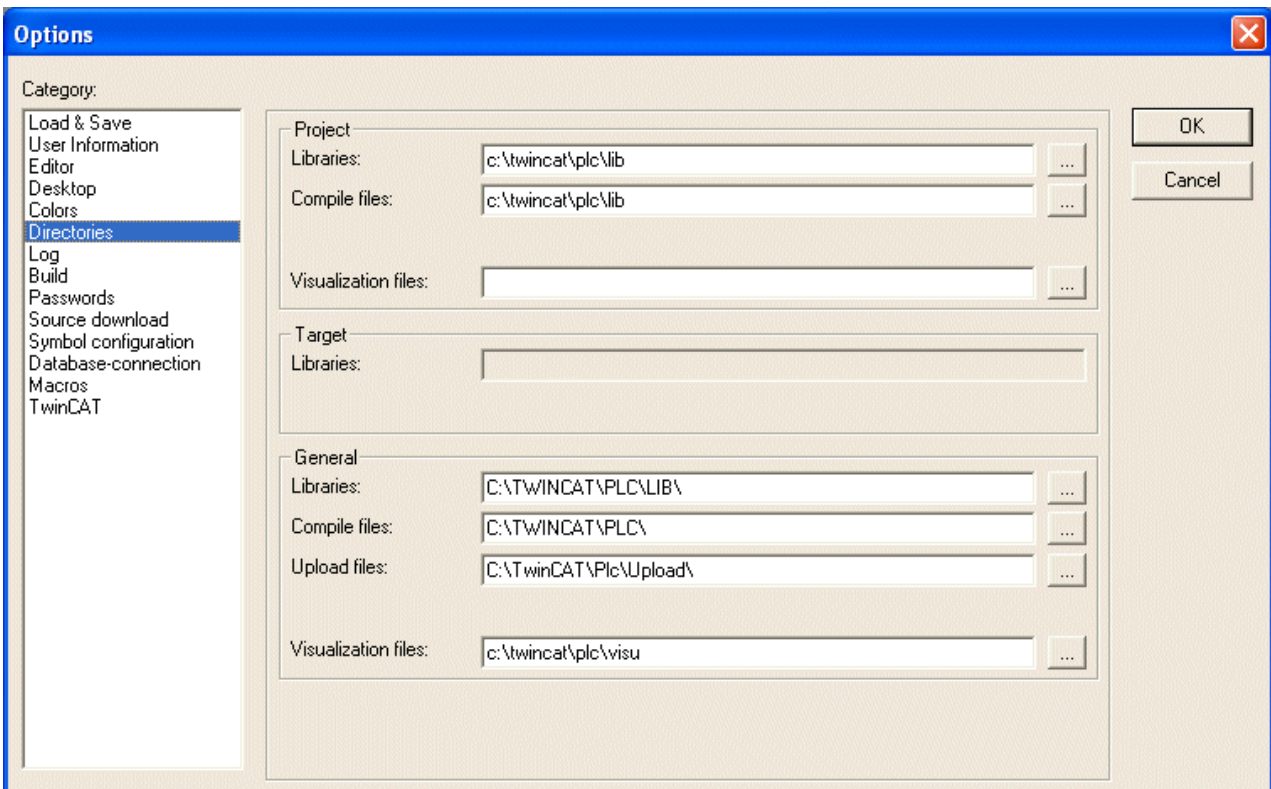 Options
Category:
Load & Save
User Information
Editor
Desktop
Colors
Directories
Log
Build
Passwords
Source download
Symbol configuration
Database-connection
Macros
TwinCAT
Project
Libraries: c:\twincat\plc\lib ...
Compile files: c:\twincat\plc\lib ...
Visualization files: ...
Target
Libraries:
General
Libraries: C:\TWINCAT\PLC\LIB\ ...
Compile files: C:\TWINCAT\PLC\ ...
Upload files: C:\TwinCAT\Plc\Upload\ ...
Visualization files: c:\twincat\plc\visu ...
OK
Cancel